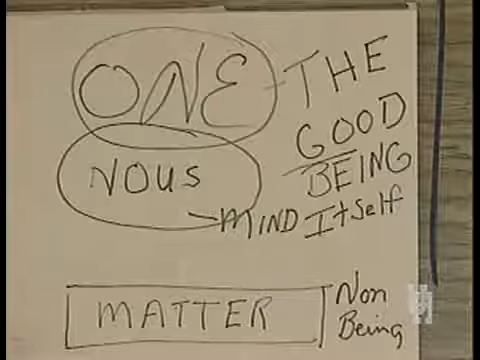 ONE
THE
GOOD
BEING
NOUS
MIND ItSelf
MATTER
Non
Being